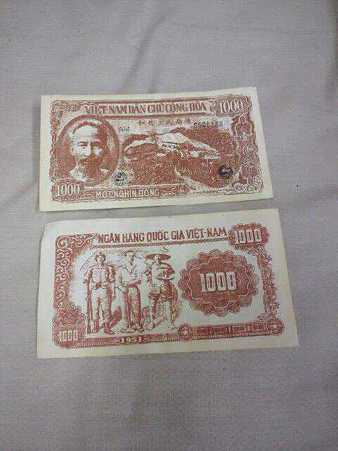 VIỆT-NAM DÂN CHỦ CỘNG HÒA 1000
1000 MỘT NGHÌN ĐỒNG
NGÂN HÀNG QUỐC GIA VIỆT-NAM 1000
1000
1000
1951